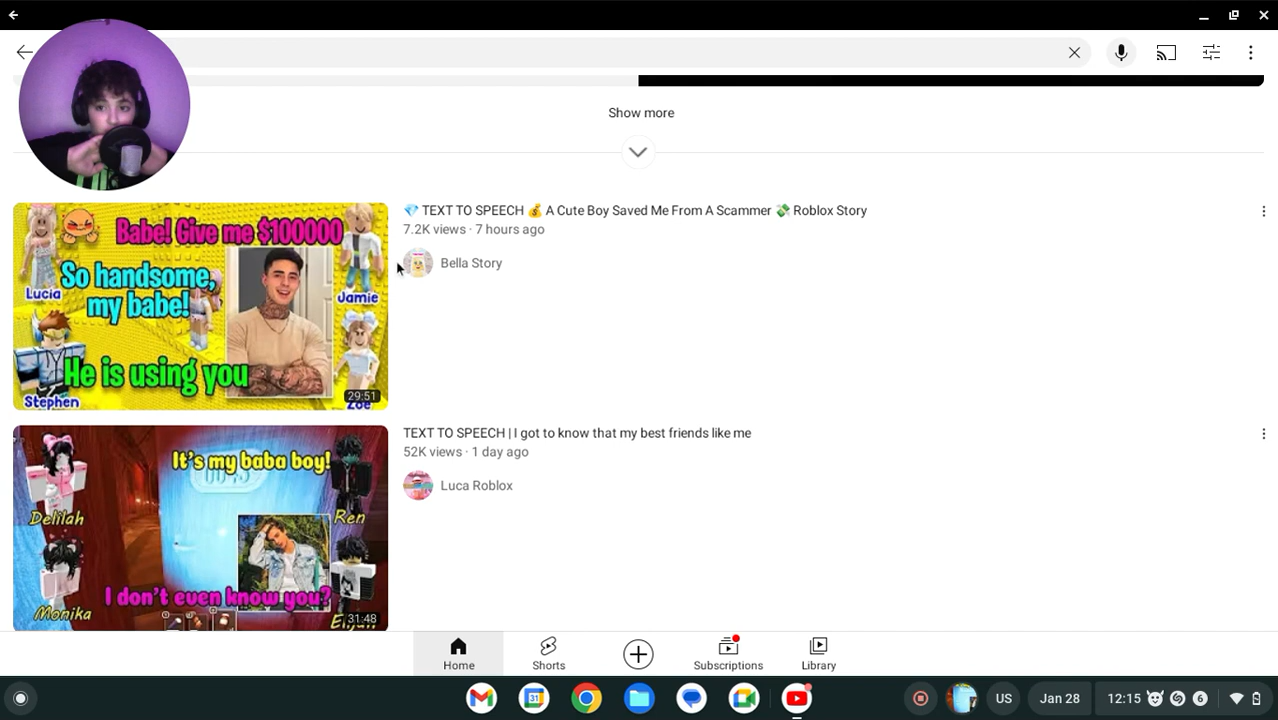 Show more
Babe! Give me $100000
So handsome,
my babe!
Lucia
Jamie
He is using you
Stephen
Zoe
29:51
💎 TEXT TO SPEECH 💰 A Cute Boy Saved Me From A Scammer 💸 Roblox Story
7.2K views · 7 hours ago
Bella Story
It's my baba boy!
Delilah
Ren
I don't even know you?
Monika
Elijah
31:48
TEXT TO SPEECH | I got to know that my best friends like me
52K views · 1 day ago
Luca Roblox
Home
Shorts
Subscriptions
Library
31
US
Jan 28
12:15
6